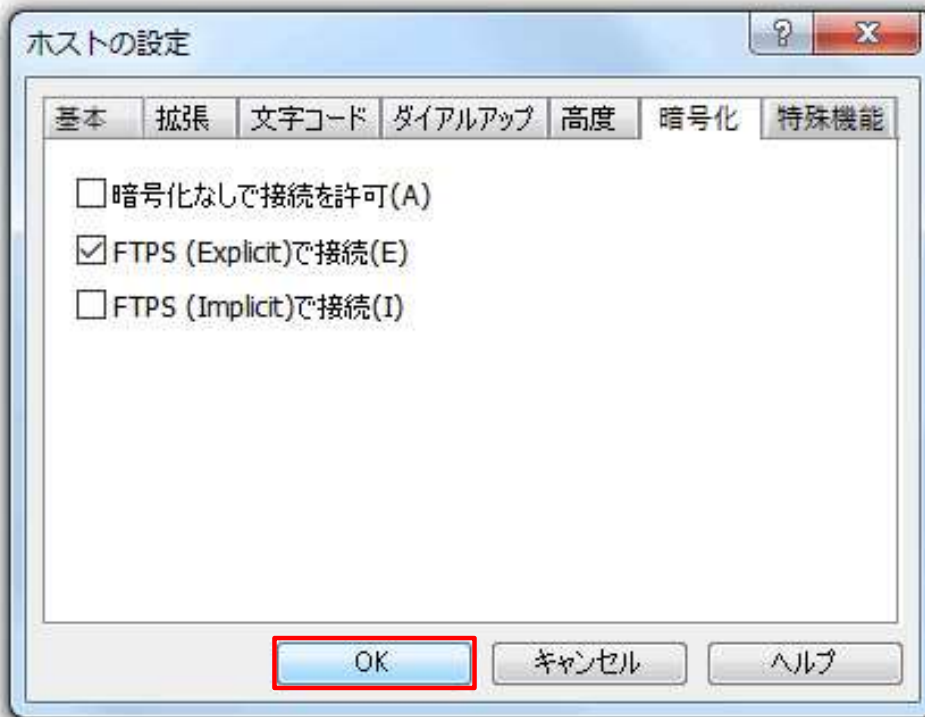 ホストの設定
基本 拡張 文字コード ダイアルアップ 高度 暗号化 特殊機能
暗号化なしで接続を許可(A)
FTPS (Explicit)で接続(E)
FTPS (Implicit)で接続(I)
OK キャンセル ヘルプ